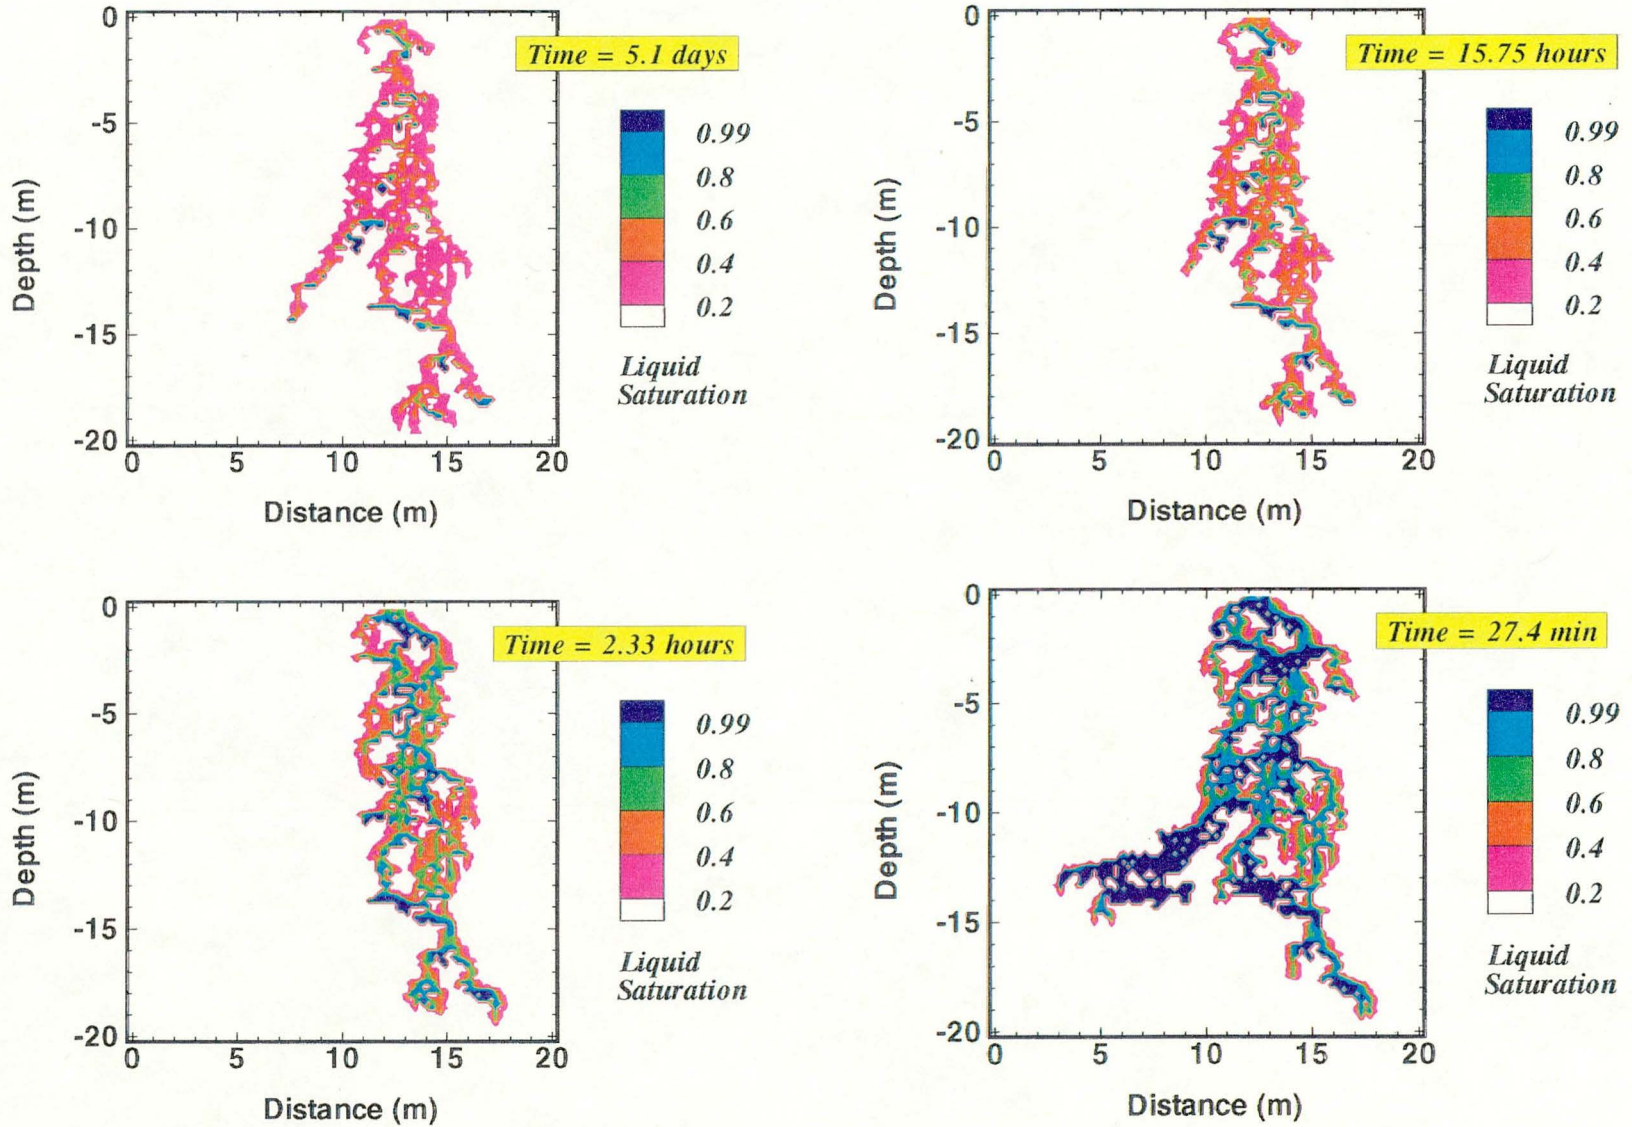 Time = 5.1 days
0
-5
-10
-15
-20
Depth (m)
0 5 10 15 20
Distance (m)
0.99
0.8
0.6
0.4
0.2
Liquid
Saturation
Time = 15.75 hours
0
-5
-10
-15
-20
Depth (m)
0 5 10 15 20
Distance (m)
0.99
0.8
0.6
0.4
0.2
Liquid
Saturation
Time = 2.33 hours
0
-5
-10
-15
-20
Depth (m)
0 5 10 15 20
Distance (m)
0.99
0.8
0.6
0.4
0.2
Liquid
Saturation
Time = 27.4 min
0
-5
-10
-15
-20
Depth (m)
0 5 10 15 20
Distance (m)
0.99
0.8
0.6
0.4
0.2
Liquid
Saturation